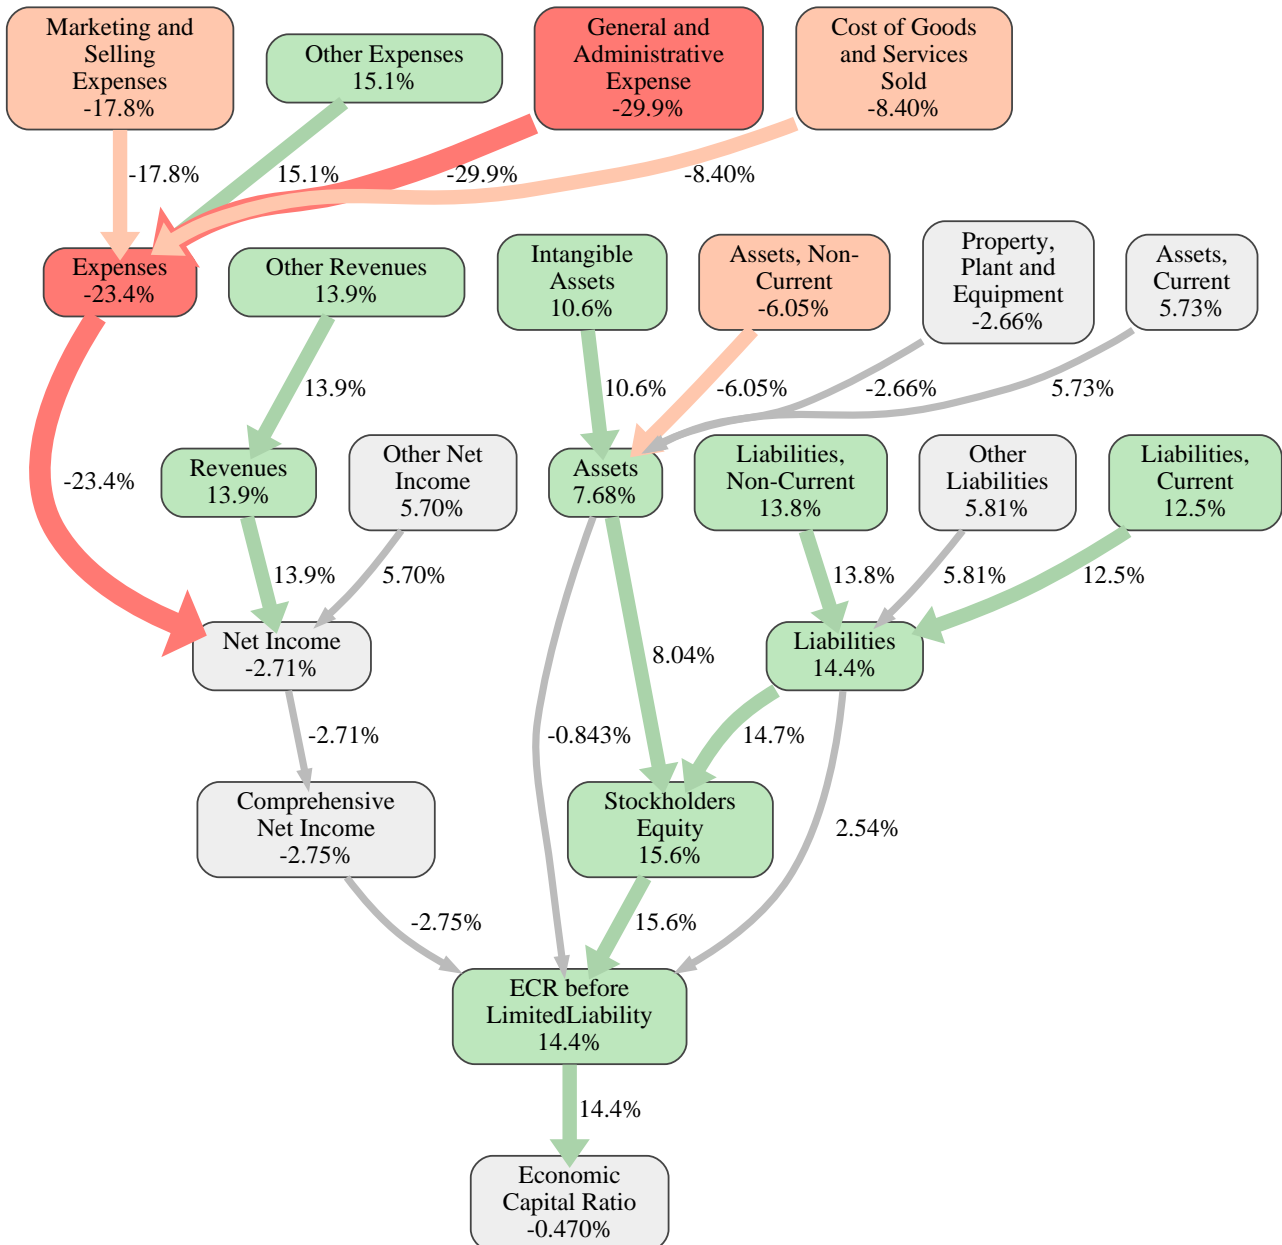 Marketing and
Selling
Expenses
-17.8%
Other Expenses
15.1%
General and
Administrative
Expense
-29.9%
Cost of Goods
and Services
Sold
-8.40%
-17.8%
15.1%
-29.9%
-8.40%
Expenses
-23.4%
Other Revenues
13.9%
Intangible
Assets
10.6%
Assets, Non-
Current
-6.05%
Property,
Plant and
Equipment
-2.66%
Assets,
Current
5.73%
13.9%
10.6%
-6.05%
-2.66%
5.73%
-23.4%
Revenues
13.9%
Other Net
Income
5.70%
Assets
7.68%
Liabilities,
Non-Current
13.8%
Other
Liabilities
5.81%
Liabilities,
Current
12.5%
13.9%
5.70%
13.8%
5.81%
12.5%
Net Income
-2.71%
8.04%
Liabilities
14.4%
-2.71%
-0.843%
14.7%
2.54%
Comprehensive
Net Income
-2.75%
Stockholders
Equity
15.6%
-2.75%
15.6%
ECR before
LimitedLiability
14.4%
14.4%
Economic
Capital Ratio
-0.470%